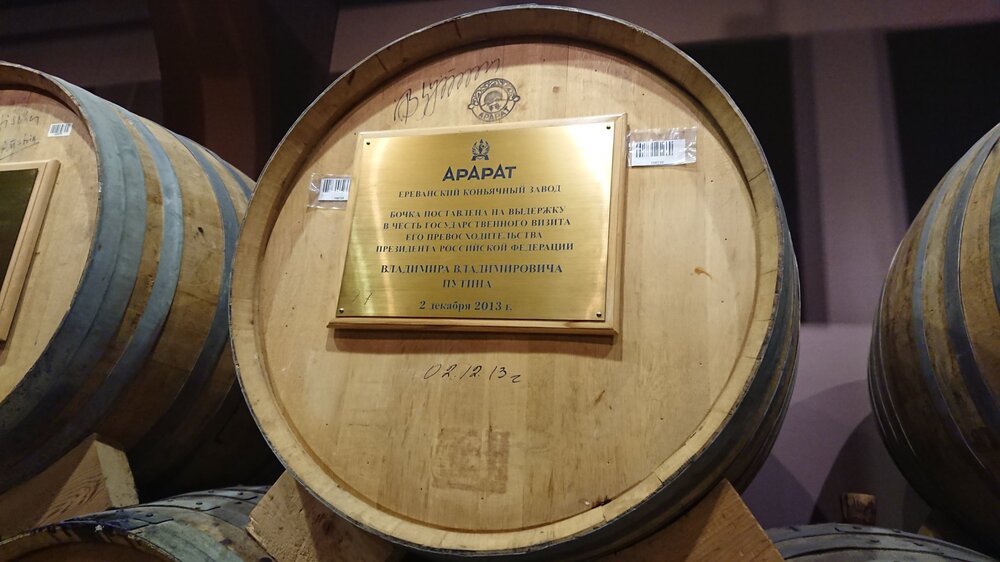 АРАРАТ
АрАрАт
ЕРЕВАНСКИЙ КОНЬЯЧНЫЙ ЗАВОД
БОЧКА ПОСТАВЛЕНА НА ВЫДЕРЖКУ
В ЧЕСТЬ ГОСУДАРСТВЕННОГО ВИЗИТА
ЕГО ПРЕВОСХОДИТЕЛЬСТВА
ПРЕЗИДЕНТА РОССИЙСКОЙ ФЕДЕРАЦИИ
ВЛАДИМИРА ВЛАДИМИРОВИЧА
ПУТИНА
2 декабря 2013 г.
02.12.13г